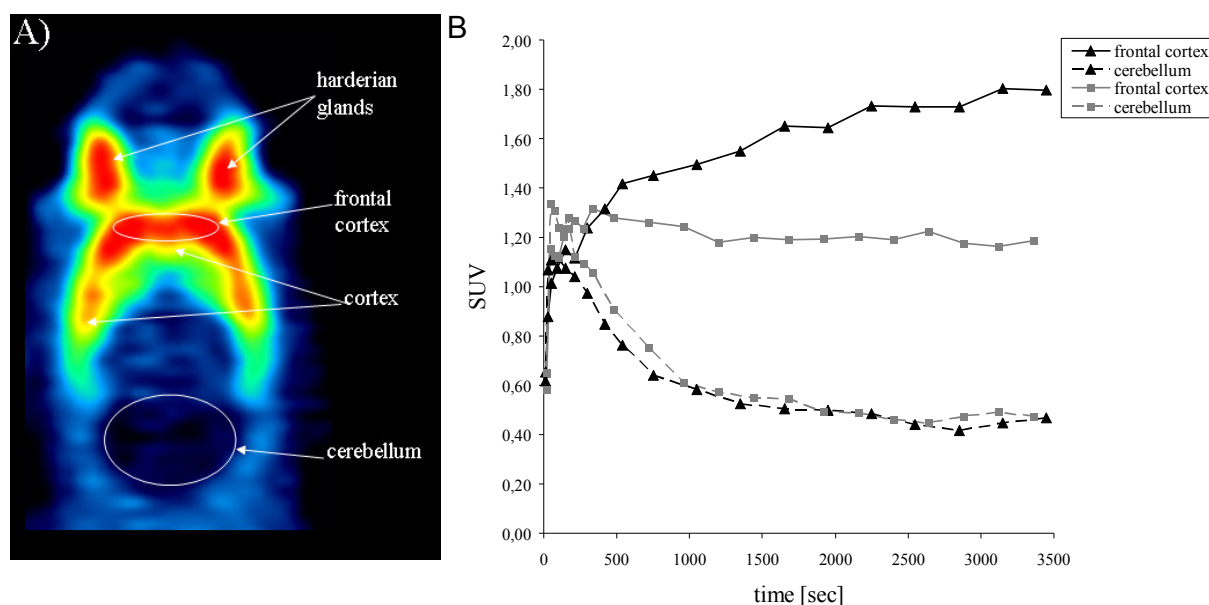 A)
harderian
glands
frontal
cortex
cortex
cerebellum
B
2,00
1,80
1,60
1,40
1,20
1,00
0,80
0,60
0,40
0,20
0,00
SUV
0
500
1000
1500
2000
2500
3000
3500
time [sec]
frontal cortex
cerebellum
frontal cortex
cerebellum